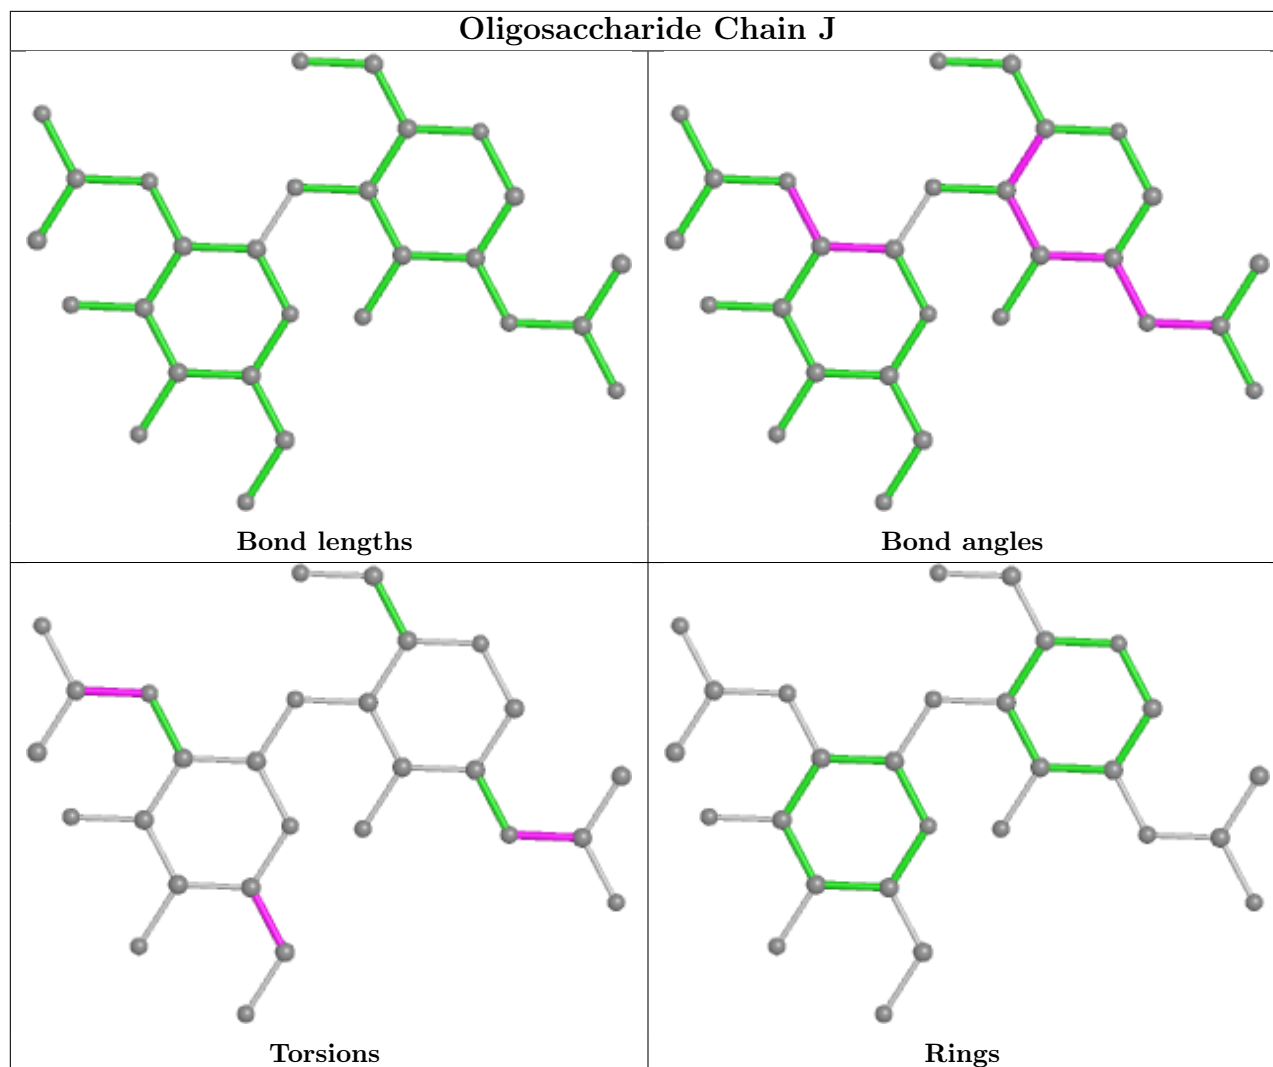 Oligosaccharide Chain J
Bond lengths
Bond angles
Torsions
Rings